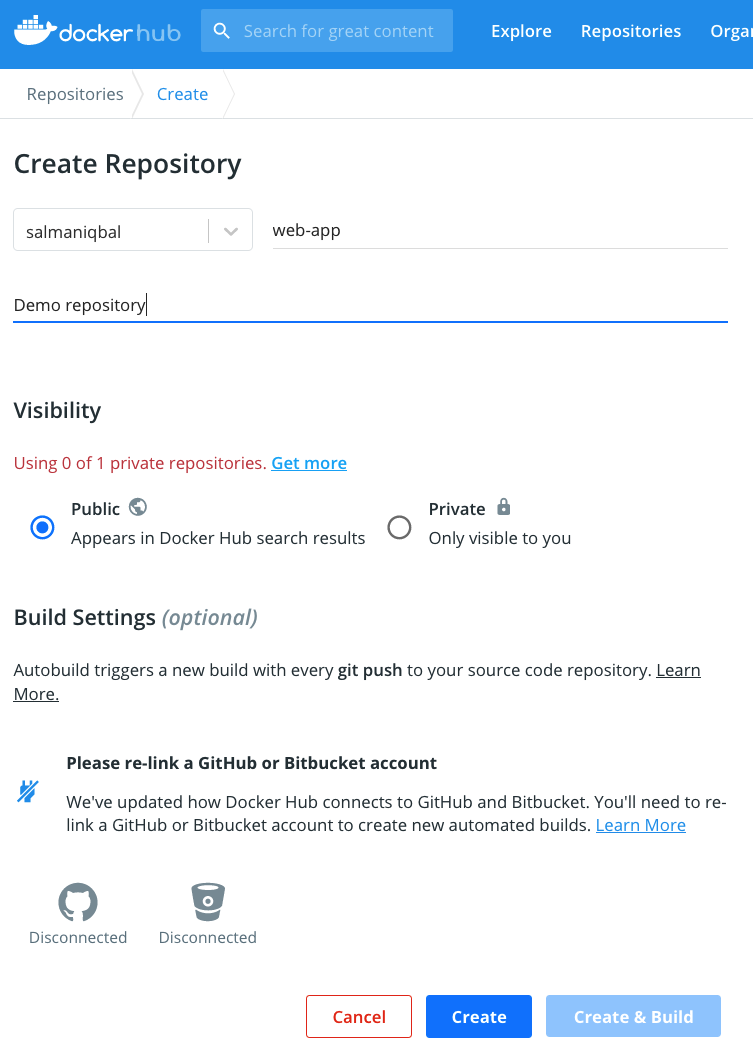 docker hub
Search for great content
Explore
Repositories
Organ
Repositories
Create
Create Repository
salmaniqbal
web-app
Demo repository
Visibility
Using 0 of 1 private repositories. Get more
Public
Appears in Docker Hub search results
Private
Only visible to you
Build Settings (optional)
Autobuild triggers a new build with every git push to your source code repository. Learn
More.
Please re-link a GitHub or Bitbucket account
We've updated how Docker Hub connects to GitHub and Bitbucket. You'll need to re-
link a GitHub or Bitbucket account to create new automated builds. Learn More
Disconnected
Disconnected
Cancel
Create
Create & Build